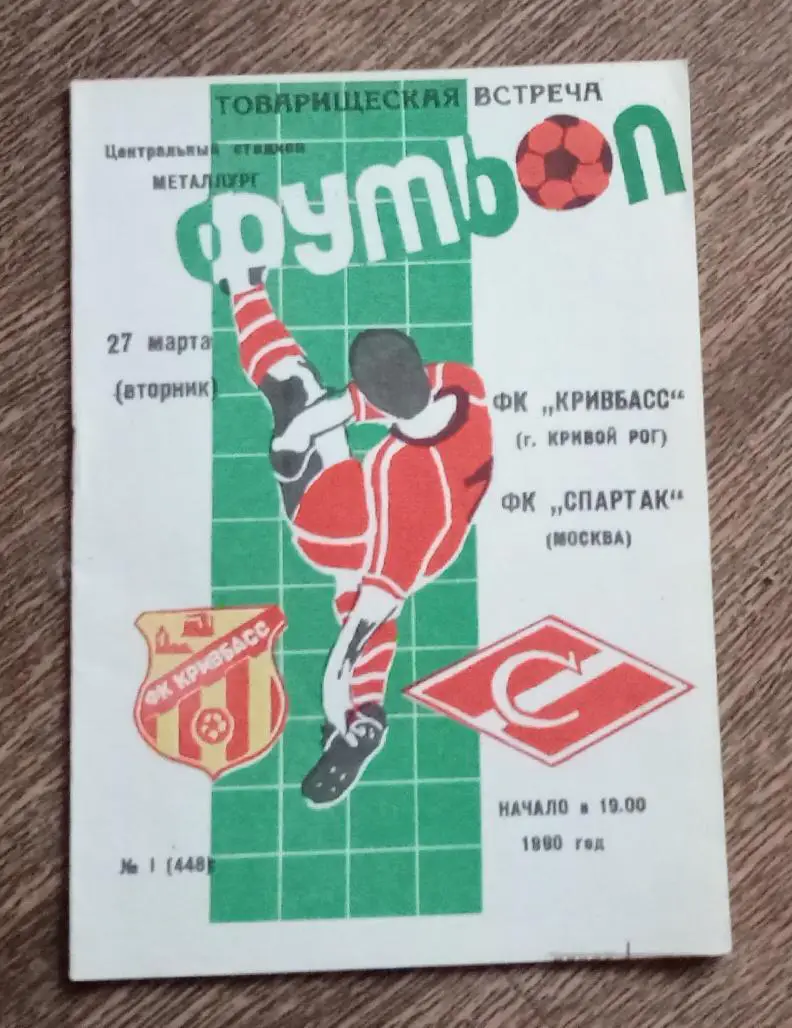 ТОВАРИЩЕСКАЯ ВСТРЕЧА
Центральный стадион
МЕТАЛЛУРГ
ФУТБОЛ
27 марта
(вторник)
ФК „КРИВБАСС“
(г. КРИВОЙ РОГ)
ФК „СПАРТАК“
(МОСКВА)
ФК КРИВБАСС
С
НАЧАЛО в 19.00
1990 год
№ 1 (448)